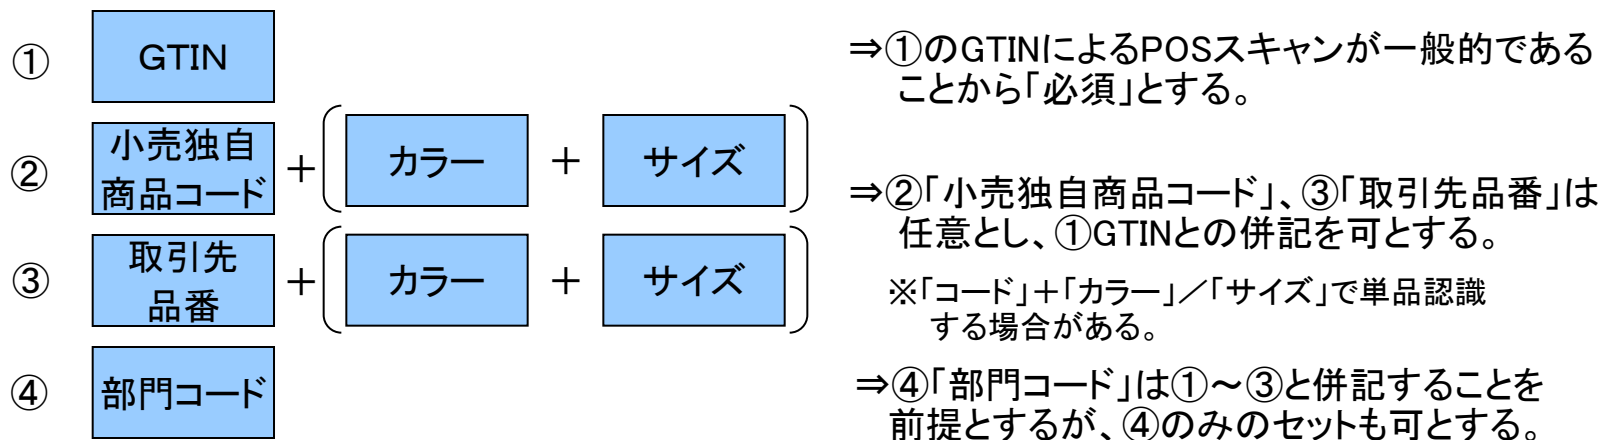 ① GTIN ⇒①のGTINによるPOSスキャンが一般的である
ことから「必須」とする。
② 小売独自
商品コード + ( カラー + サイズ )
⇒②「小売独自商品コード」、③「取引先品番」は
任意とし、①GTINとの併記を可とする。
③ 取引先
品番 + ( カラー + サイズ )
※「コード」+「カラー」/「サイズ」で単品認識
する場合がある。
④ 部門コード ⇒④「部門コード」は①~③と併記することを
前提とするが、④のみのセットも可とする。